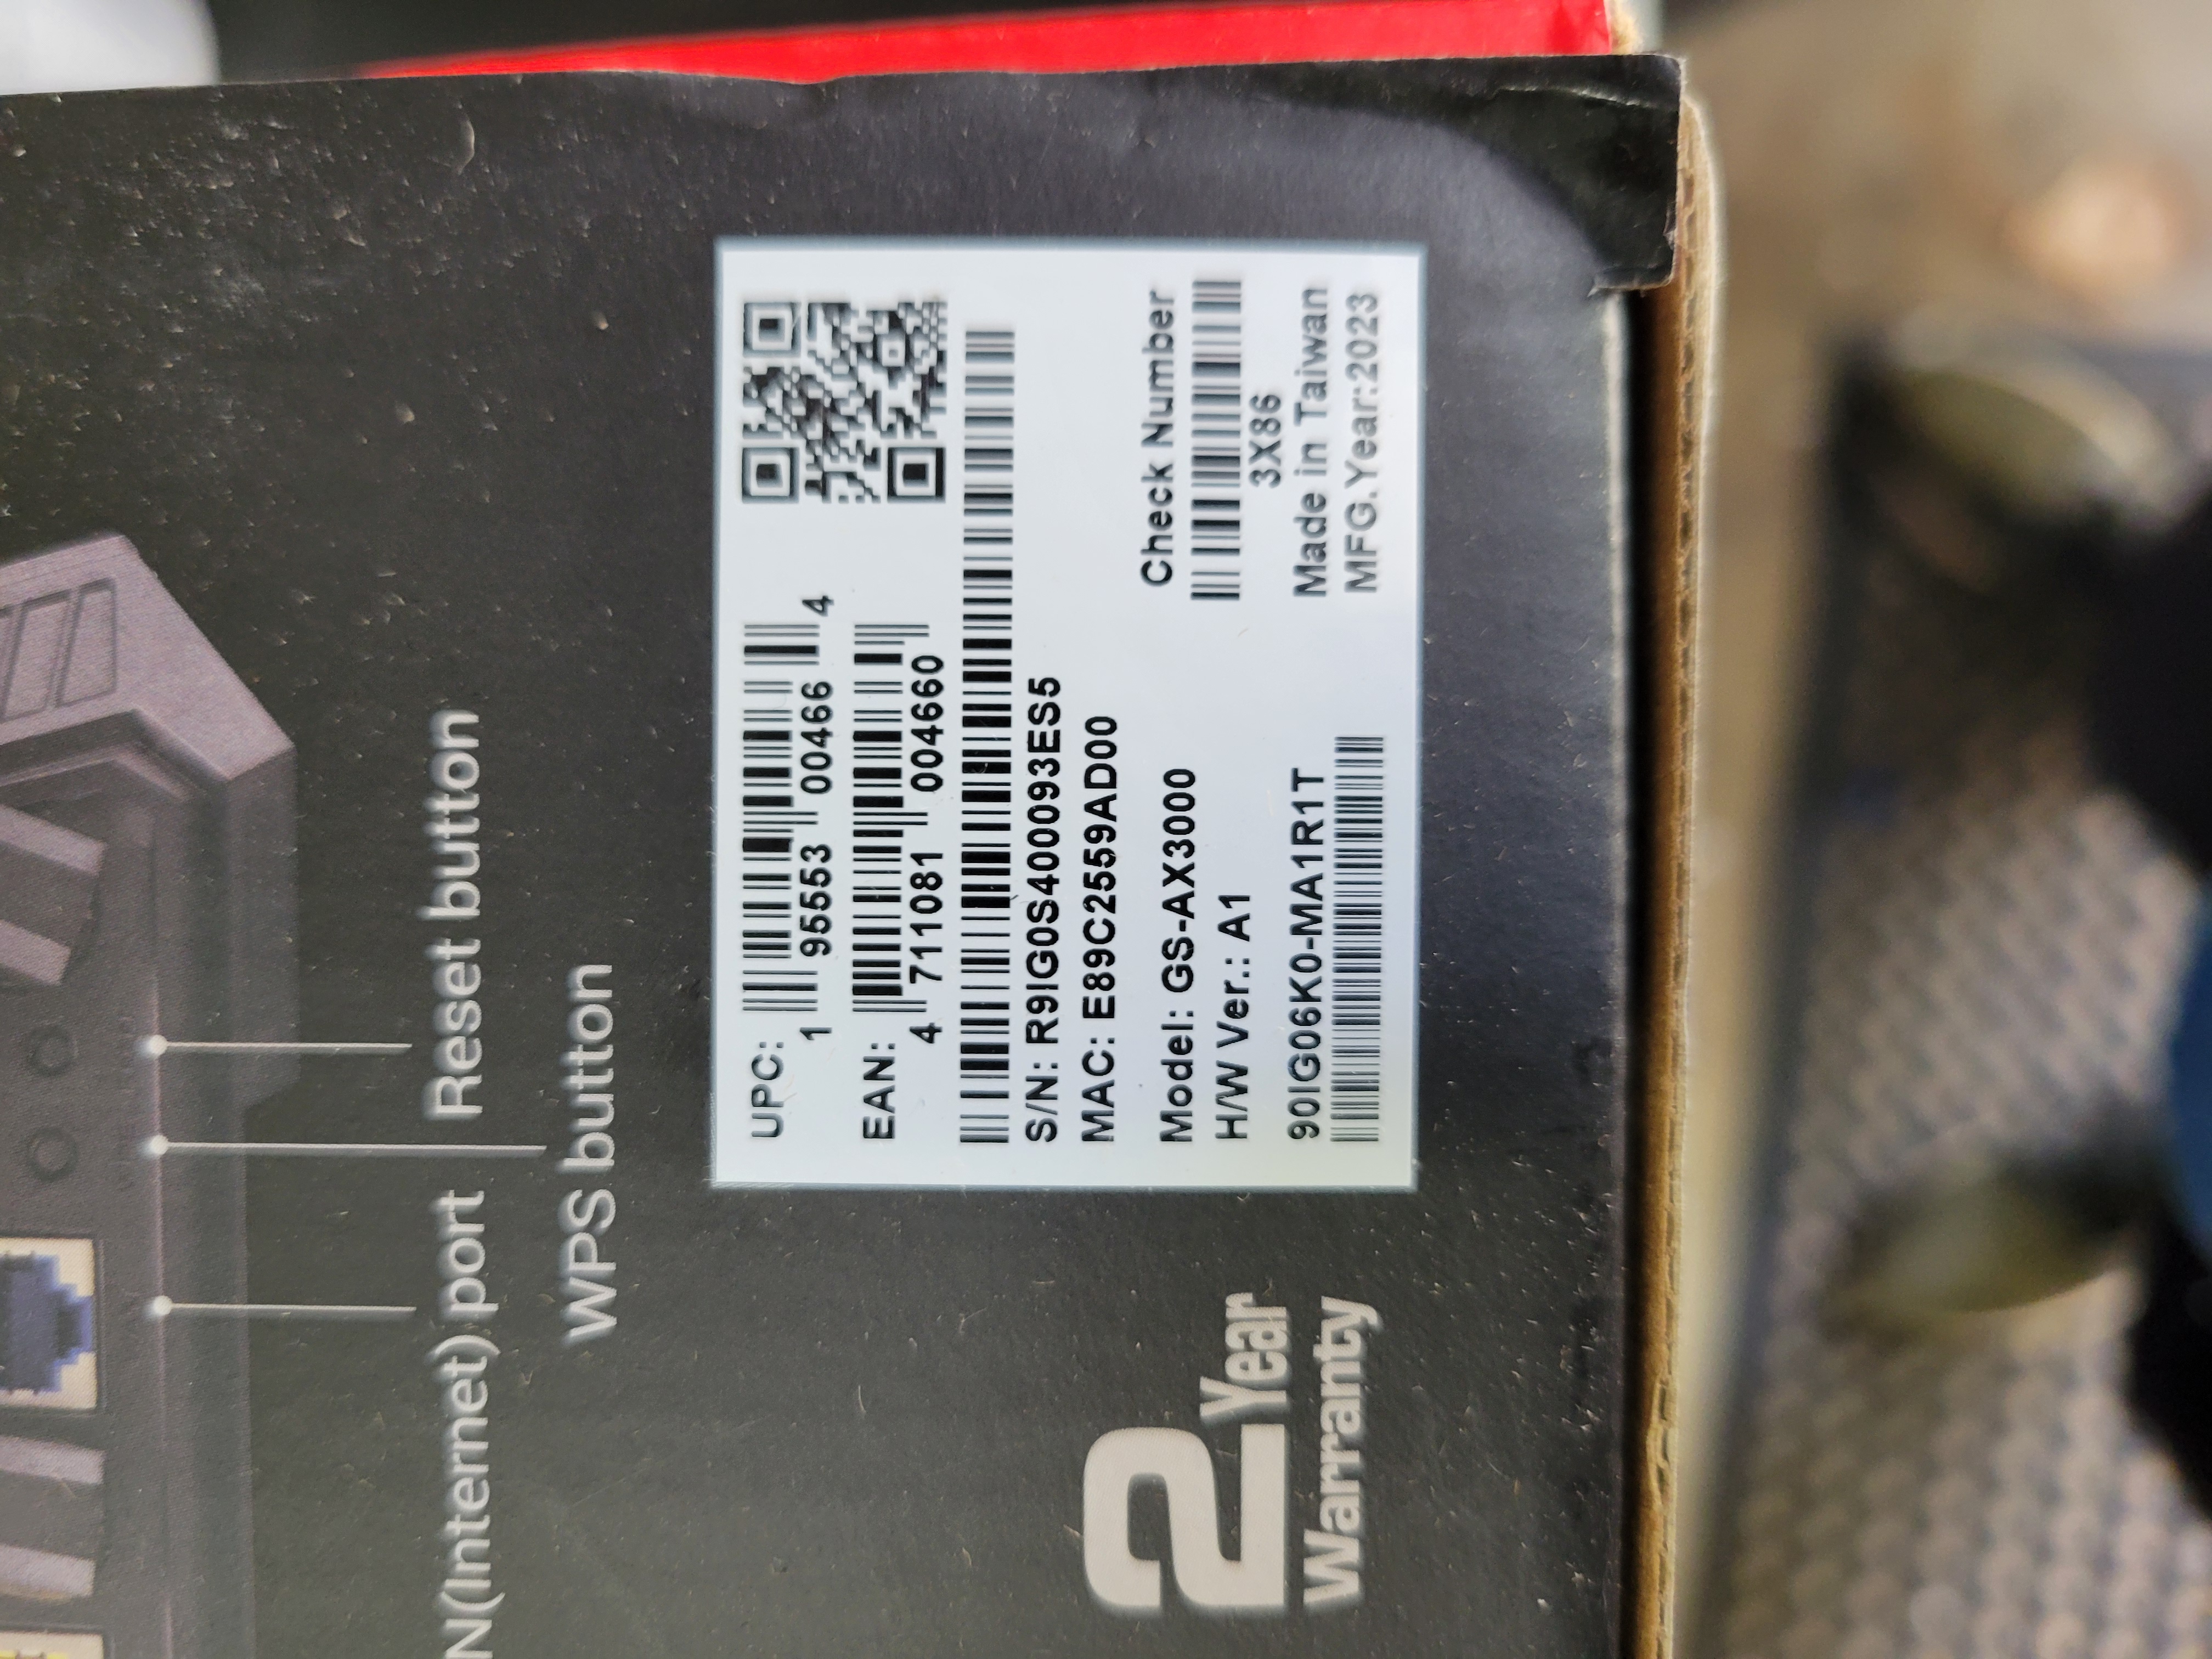 Reset button
N(Internet) port
WPS button
UPC:
1 95553 00466 4
EAN:
4 711081 004660
S/N: R9IG0S400093ES5
MAC: E89C2559AD00
Check Number
3X86
Model: GS-AX3000
H/W Ver.: A1
Made in Taiwan
MFG.Year:2023
90IG06K0-MA1R1T
2 Year
Warranty